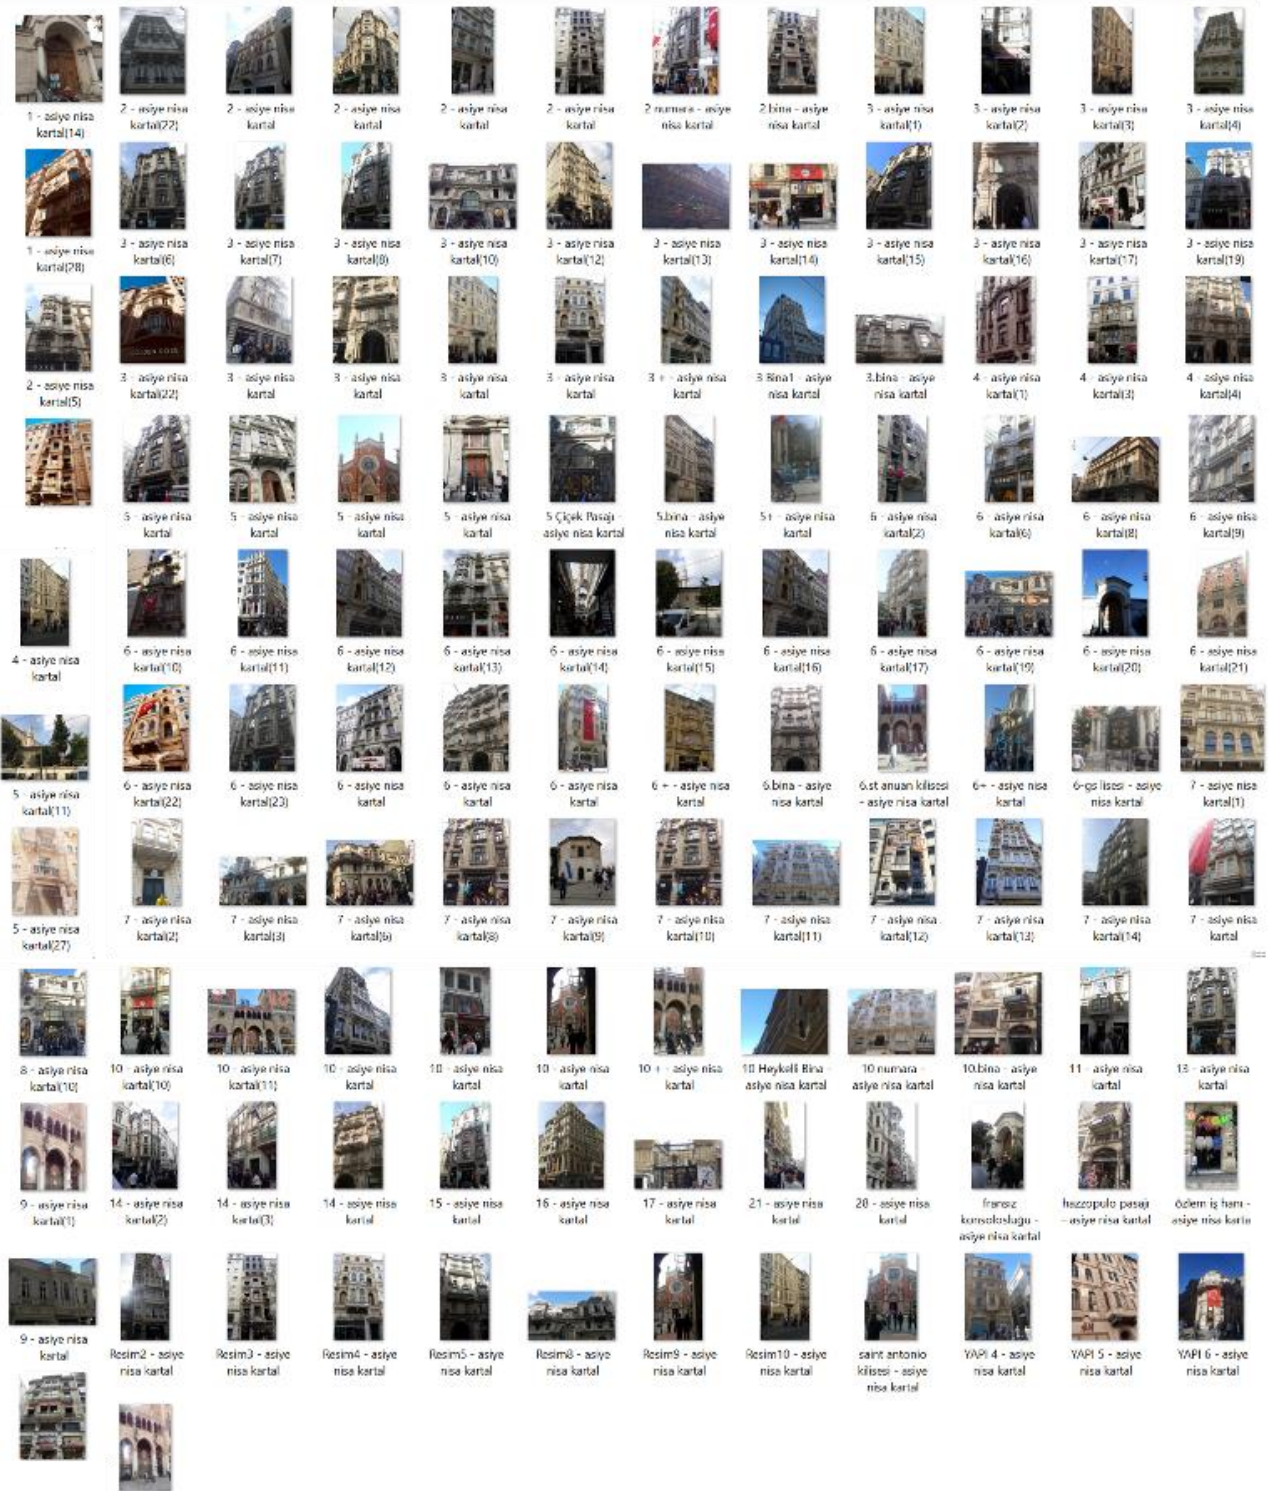 1 - asiye nisa kartal(14)
2 - asiye nisa kartal(22)
2 - asiye nisa kartal
2 - asiye nisa kartal
2 - asiye nisa kartal
2 - asiye nisa kartal
2 numara - asiye nisa kartal
2.bina - asiye nisa kartal
3 - asiye nisa kartal(1)
3 - asiye nisa kartal(2)
3 - asiye nisa kartal(3)
3 - asiye nisa kartal(4)
1 - asiye nisa kartal(28)
3 - asiye nisa kartal(6)
3 - asiye nisa kartal(7)
3 - asiye nisa kartal(8)
3 - asiye nisa kartal(10)
3 - asiye nisa kartal(12)
3 - asiye nisa kartal(13)
3 - asiye nisa kartal(14)
3 - asiye nisa kartal(15)
3 - asiye nisa kartal(16)
3 - asiye nisa kartal(17)
3 - asiye nisa kartal(19)
2 - asiye nisa kartal(5)
3 - asiye nisa kartal(22)
3 - asiye nisa kartal
3 - asiye nisa kartal
3 - asiye nisa kartal
3 - asiye nisa kartal
3 + - asiye nisa kartal
3 Bina1 - asiye nisa kartal
3.bina - asiye nisa kartal
4 - asiye nisa kartal(1)
4 - asiye nisa kartal(3)
4 - asiye nisa kartal(4)
5 - asiye nisa kartal
5 - asiye nisa kartal
5 - asiye nisa kartal
5 - asiye nisa kartal
5 Çiçek Pasajı - asiye nisa kartal
5.bina - asiye nisa kartal
5+ - asiye nisa kartal
6 - asiye nisa kartal(2)
6 - asiye nisa kartal(6)
6 - asiye nisa kartal(8)
6 - asiye nisa kartal(9)
4 - asiye nisa kartal
6 - asiye nisa kartal(10)
6 - asiye nisa kartal(11)
6 - asiye nisa kartal(12)
6 - asiye nisa kartal(13)
6 - asiye nisa kartal(14)
6 - asiye nisa kartal(15)
6 - asiye nisa kartal(16)
6 - asiye nisa kartal(17)
6 - asiye nisa kartal(19)
6 - asiye nisa kartal(20)
6 - asiye nisa kartal(21)
5 - asiye nisa kartal(11)
6 - asiye nisa kartal(22)
6 - asiye nisa kartal(23)
6 - asiye nisa kartal
6 - asiye nisa kartal
6 - asiye nisa kartal
6 + - asiye nisa kartal
6.bina - asiye nisa kartal
6.st anuan kilisesi - asiye nisa kartal
6+ - asiye nisa kartal
6-gs lisesi - asiye nisa kartal
7 - asiye nisa kartal(1)
5 - asiye nisa kartal(27)
7 - asiye nisa kartal(2)
7 - asiye nisa kartal(3)
7 - asiye nisa kartal(6)
7 - asiye nisa kartal(8)
7 - asiye nisa kartal(9)
7 - asiye nisa kartal(10)
7 - asiye nisa kartal(11)
7 - asiye nisa kartal(12)
7 - asiye nisa kartal(13)
7 - asiye nisa kartal(14)
7 - asiye nisa kartal
8 - asiye nisa kartal(10)
10 - asiye nisa kartal(10)
10 - asiye nisa kartal(11)
10 - asiye nisa kartal
10 - asiye nisa kartal
10 - asiye nisa kartal
10 + - asiye nisa kartal
10 Heykelli Bina - asiye nisa kartal
10 numara - asiye nisa kartal
10.bina - asiye nisa kartal
11 - asiye nisa kartal
13 - asiye nisa kartal
9 - asiye nisa kartal(1)
14 - asiye nisa kartal(2)
14 - asiye nisa kartal(3)
14 - asiye nisa kartal
15 - asiye nisa kartal
16 - asiye nisa kartal
17 - asiye nisa kartal
21 - asiye nisa kartal
28 - asiye nisa kartal
fransız konsolosluğu - asiye nisa kartal
hazzopulo pasajı - asiye nisa kartal
özlem iş hanı - asiye nisa karta
9 - asiye nisa kartal
Resim2 - asiye nisa kartal
Resim3 - asiye nisa kartal
Resim4 - asiye nisa kartal
Resim5 - asiye nisa kartal
Resim8 - asiye nisa kartal
Resim9 - asiye nisa kartal
Resim10 - asiye nisa kartal
saint antonio kilisesi - asiye nisa kartal
YAPI 4 - asiye nisa kartal
YAPI 5 - asiye nisa kartal
YAPI 6 - asiye nisa kartal